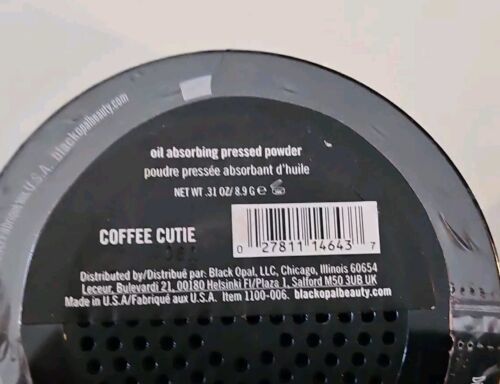 blackopalbeauty.com
U.S.A.
oil absorbing pressed powder
poudre pressée absorbant d'huile
NET WT .31 OZ/ 8.9 G e
COFFEE CUTIE
0 27811 14643 7
Distributed by/Distribué par: Black Opal, LLC, Chicago, Illinois 60654
Leceur, Bulevardi 21, 00180 Helsinki FI/Plaza 1, Salford M50 3UB UK
Made in U.S.A/Fabriqué aux U.S.A. Item 1100-006. blackopalbeauty.com